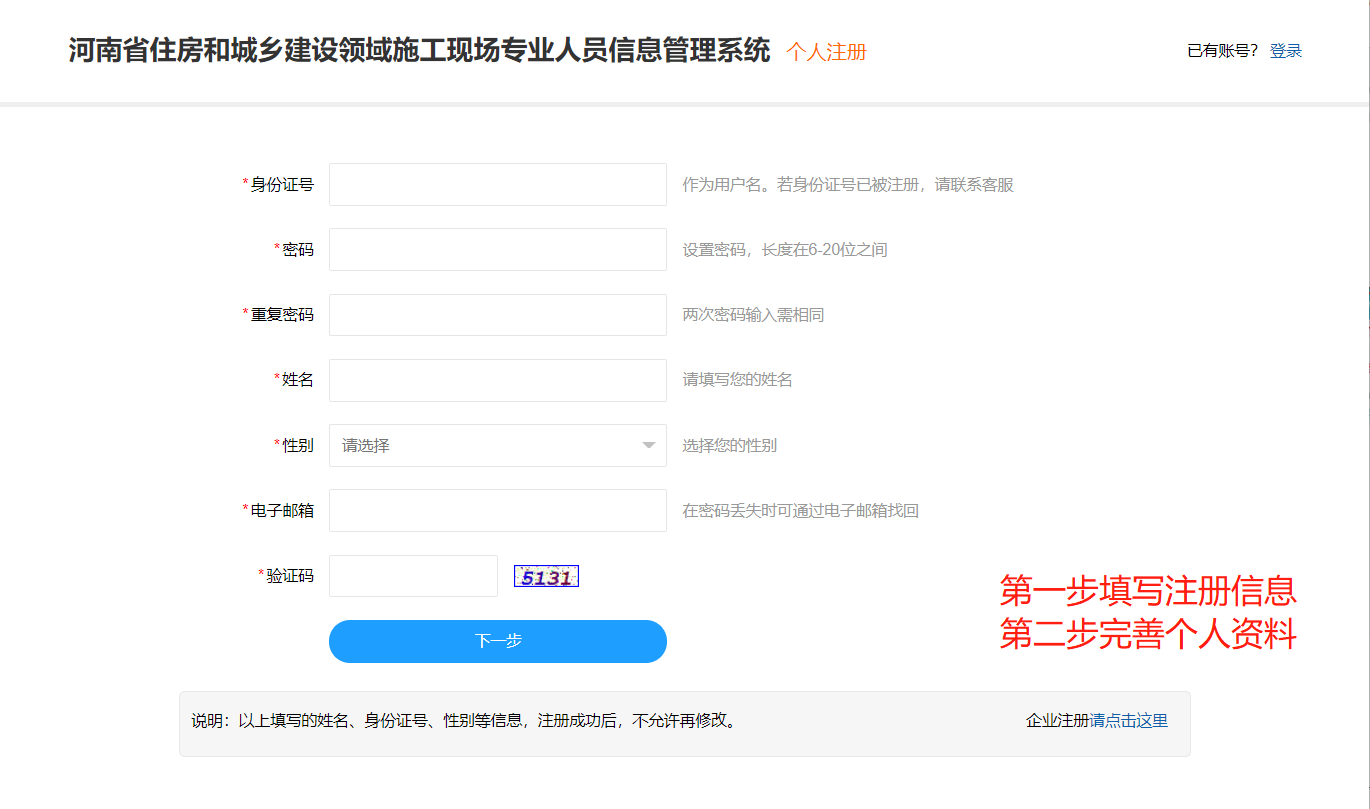 河南省住房和城乡建设领域施工现场专业人员信息管理系统 个人注册 已有账号？ 登录
*身份证号 作为用户名。若身份证号已被注册，请联系客服
*密码 设置密码，长度在6-20位之间
*重复密码 两次密码输入需相同
*姓名 请填写您的姓名
*性别 请选择 选择您的性别
*电子邮箱 在密码丢失时可通过电子邮箱找回
*验证码 5131
第一步填写注册信息
第二步完善个人资料
下一步
说明：以上填写的姓名、身份证号、性别等信息，注册成功后，不允许再修改。 企业注册请点击这里